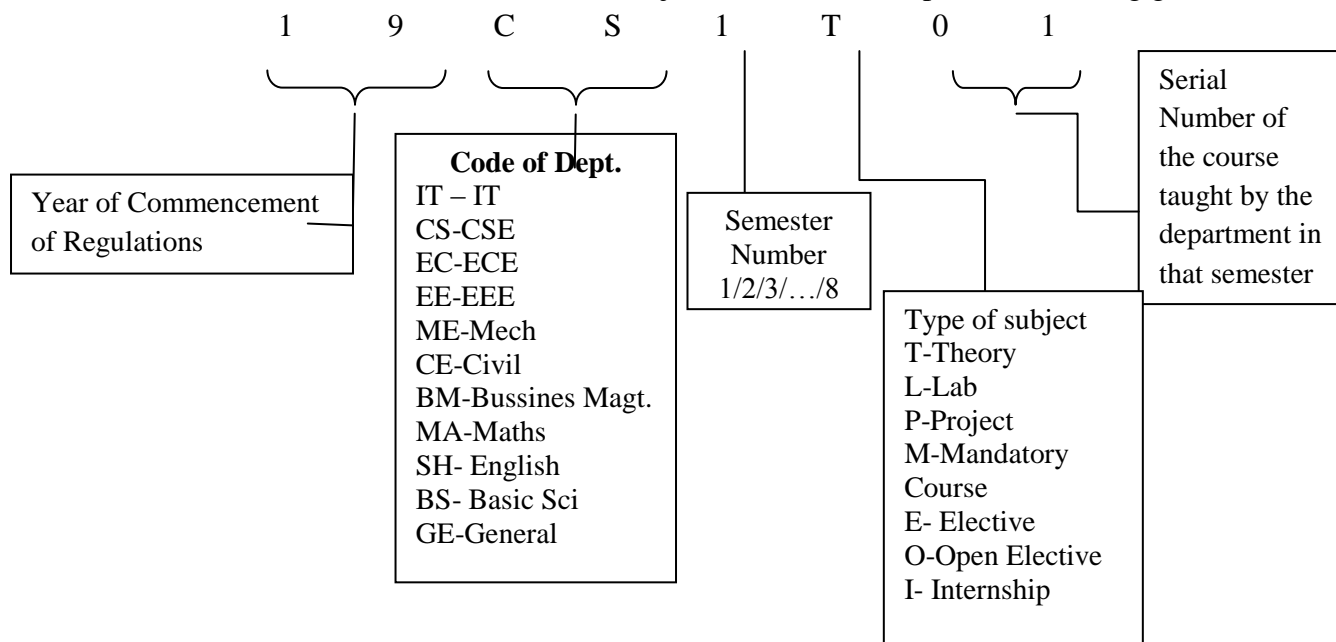 1 9 C S 1 T 0 1
Year of Commencement
of Regulations
Code of Dept.
IT – IT
CS-CSE
EC-ECE
EE-EEE
ME-Mech
CE-Civil
BM-Bussines Magt.
MA-Maths
SH- English
BS- Basic Sci
GE-General
Semester
Number
1/2/3/…/8
Type of subject
T-Theory
L-Lab
P-Project
M-Mandatory
Course
E- Elective
O-Open Elective
I- Internship
Serial
Number of
the course
taught by the
department in
that semester